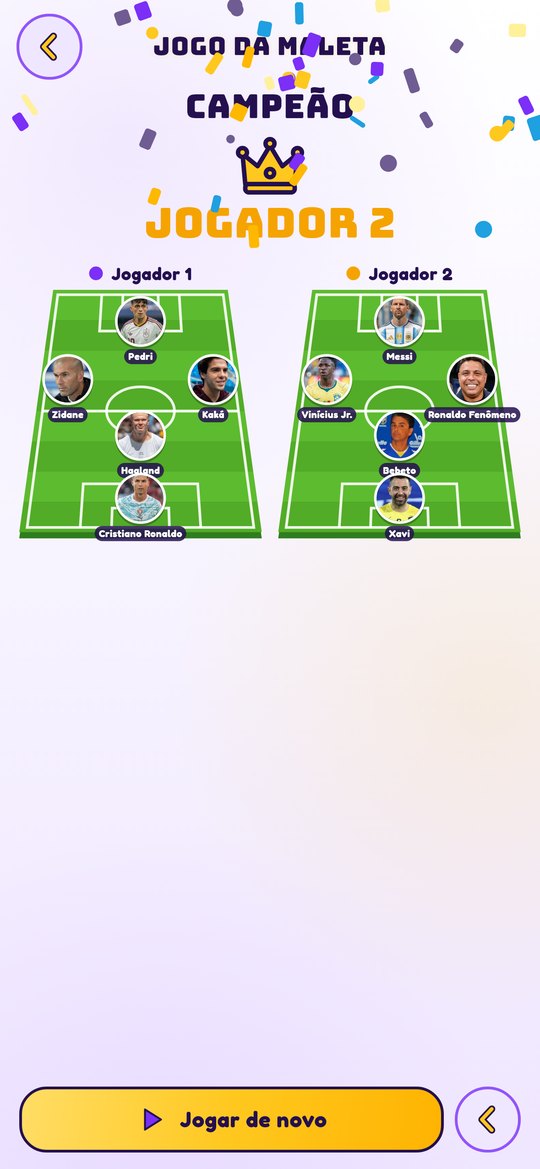 JOGO DA MALETA
CAMPEÃO
JOGADOR 2
Jogador 1
Jogador 2
Pedri
Messi
Zidane
Kaká
Vinícius Jr.
Ronaldo Fenômeno
Haaland
Bebeto
Cristiano Ronaldo
Xavi
Jogar de novo